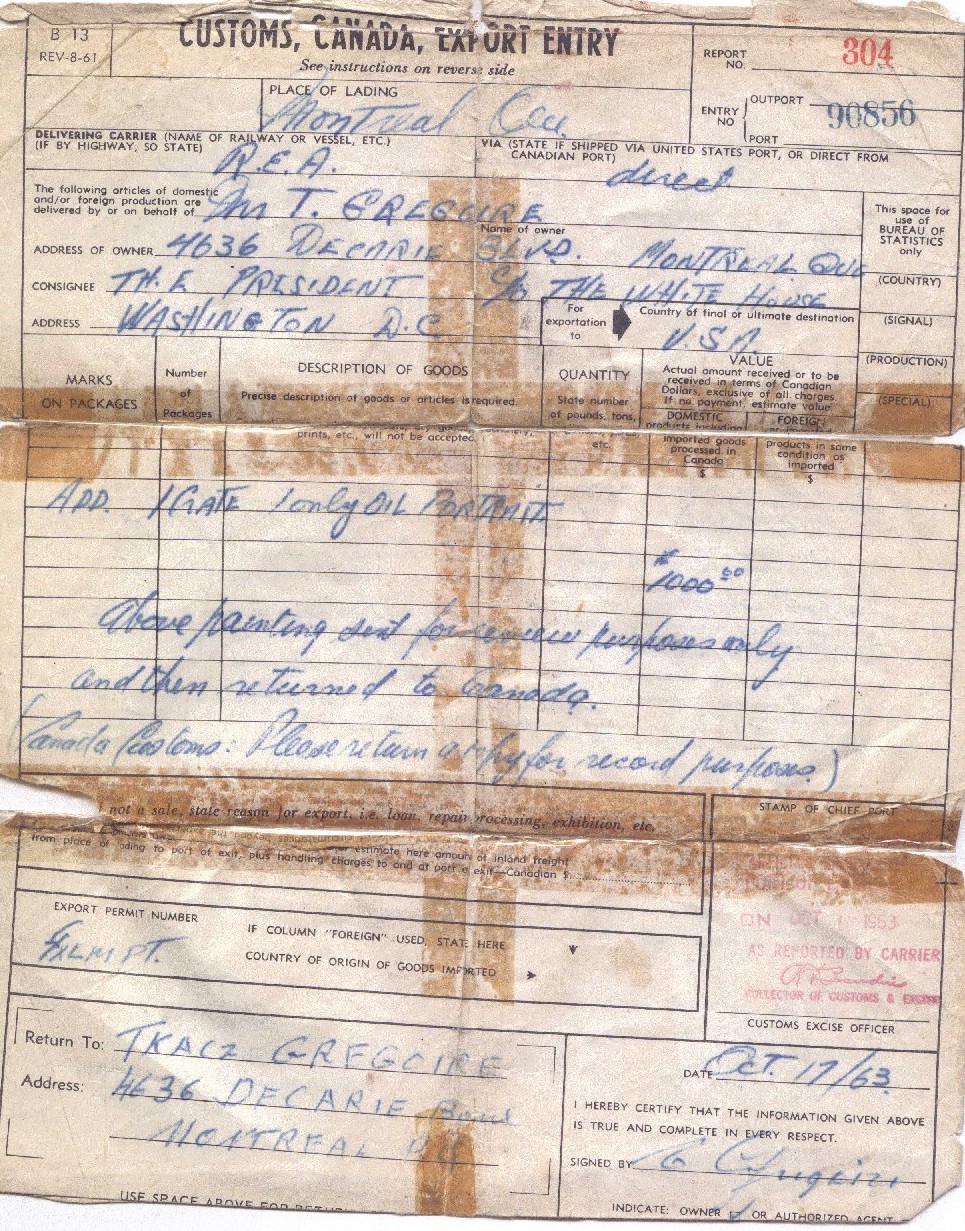 B 13
REV-8-61
CUSTOMS, CANADA, EXPORT ENTRY
See instructions on reverse side
REPORT NO. 304
PLACE OF LADING
Montreal Que.
ENTRY NO
OUTPORT
90856
PORT
DELIVERING CARRIER (NAME OF RAILWAY OR VESSEL, ETC.)
(IF BY HIGHWAY, SO STATE)
R.E.A.
VIA (STATE IF SHIPPED VIA UNITED STATES PORT, OR DIRECT FROM
CANADIAN PORT)
direct
The following articles of domestic
and/or foreign production are
delivered by or on behalf of
Mr T. GREGOIRE
Name of owner
This space for
use of
BUREAU OF
STATISTICS
only
ADDRESS OF OWNER 4636 DECARIE BLVD. MONTREAL QUE
(COUNTRY)
CONSIGNEE THE PRESIDENT C/o THE WHITE HOUSE
ADDRESS WASHINGTON D.C.
For
exportation
to
Country of final or ultimate destination
U.S.A.
(SIGNAL)
(PRODUCTION)
(SPECIAL)
MARKS
ON PACKAGES
Number
of
Packages
DESCRIPTION OF GOODS
Precise description of goods or articles is required.
prints, etc., will not be accepted.
QUANTITY
State number
of pounds, tons,
etc.
VALUE
Actual amount received or to be
received in terms of Canadian
Dollars, exclusive of all charges.
If no payment, estimate value.
DOMESTIC
products including
imported goods
processed in
Canada
$
FOREIGN
products in same
condition as
imported
$
ADD. 1 only OIL PORTRAIT
$1000.00
Above painting sent for review purposes only
and then returned to Canada.
(Canada Customs: Please return a copy for record purposes.)
not a sale, state reason for export, i.e. loan, repair processing, exhibition, etc.
STAMP OF CHIEF PORT
estimate here amount of inland freight
from place of lading to port of exit, plus handling charges to and at port exit—Canadian $
EXPORT PERMIT NUMBER
EXEMPT.
IF COLUMN "FOREIGN" USED, STATE HERE
COUNTRY OF ORIGIN OF GOODS IMPORTED
ON OCT 1963
AS REPORTED BY CARRIER
COLLECTOR OF CUSTOMS & EXCISE
CUSTOMS EXCISE OFFICER
Return To: TKACZ GREGOIRE
Address: 4636 DECARIE
MONTREAL
DATE Oct. 17/63.
I HEREBY CERTIFY THAT THE INFORMATION GIVEN ABOVE
IS TRUE AND COMPLETE IN EVERY RESPECT.
SIGNED BY
USE SPACE ABOVE FOR
INDICATE: OWNER OR AUTHORIZED AGENT